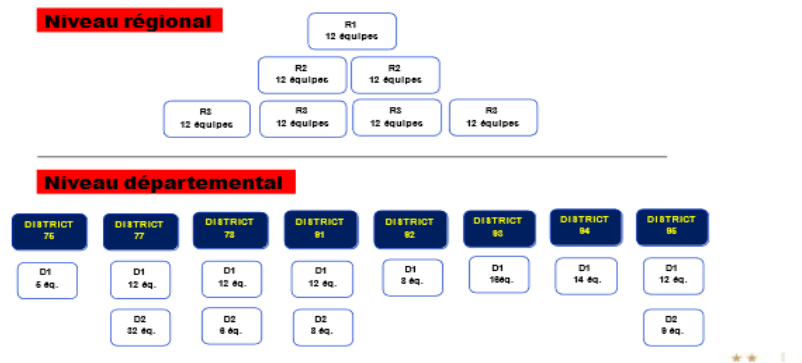 Niveau régional
R1
12 équipes
R2
12 équipes
R2
12 équipes
R3
12 équipes
R3
12 équipes
R3
12 équipes
R3
12 équipes
Niveau départemental
DISTRICT
75
DISTRICT
77
DISTRICT
78
DISTRICT
91
DISTRICT
92
DISTRICT
93
DISTRICT
94
DISTRICT
95
D1
5 éq.
D1
12 éq.
D1
12 éq.
D1
12 éq.
D1
8 éq.
D1
16éq.
D1
14 éq.
D1
12 éq.
D2
32 éq.
D2
6 éq.
D2
8 éq.
D2
9 éq.